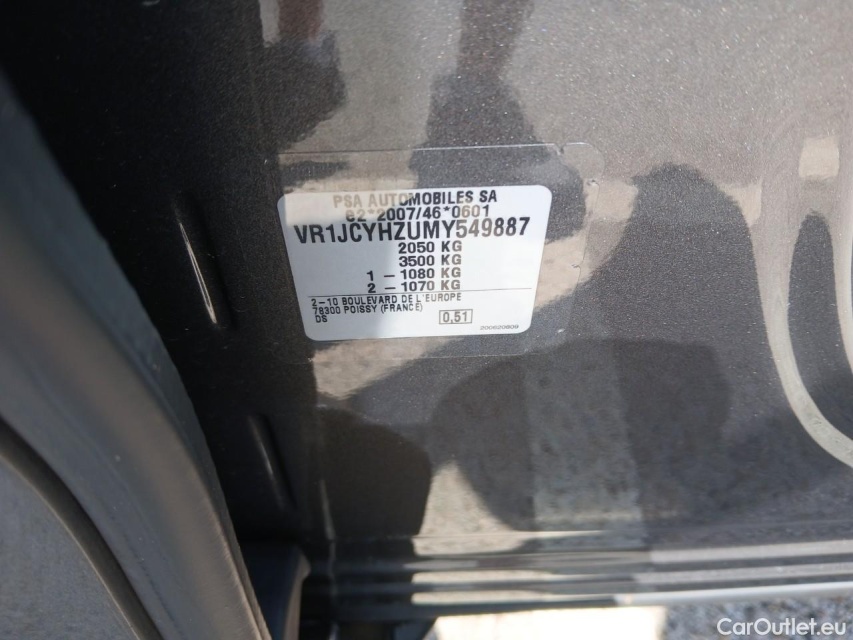 PSA AUTOMOBILES SA
e2*2007/46*0601
VR1JCYHZUMY549887
2050 KG
3500 KG
1 - 1080 KG
2 - 1070 KG
2-10 BOULEVARD DE L'EUROPE
78300 POISSY (FRANCE)
DS
0,51
CarOutlet.eu